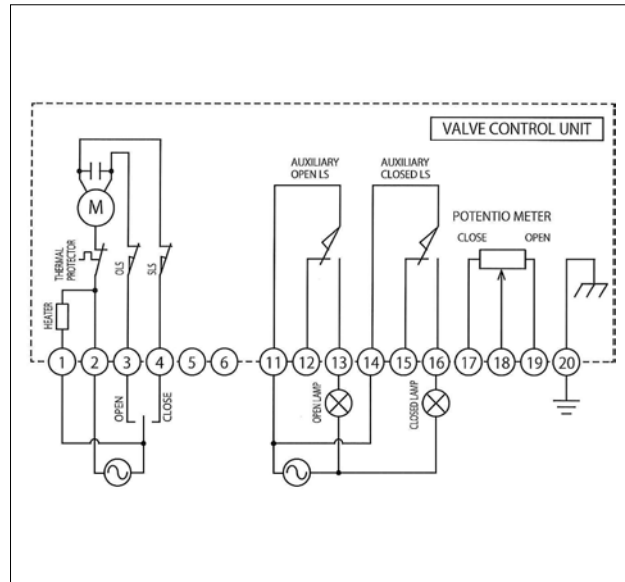 VALVE CONTROL UNIT
AUXILIARY
OPEN LS
AUXILIARY
CLOSED LS
POTENTIO METER
CLOSE
OPEN
M
THERMAL
PROTECTOR
OLS
SLS
HEATER
1 2 3 4 5 6 11 12 13 14 15 16 17 18 19 20
OPEN
CLOSE
OPEN LAMP
CLOSED LAMP